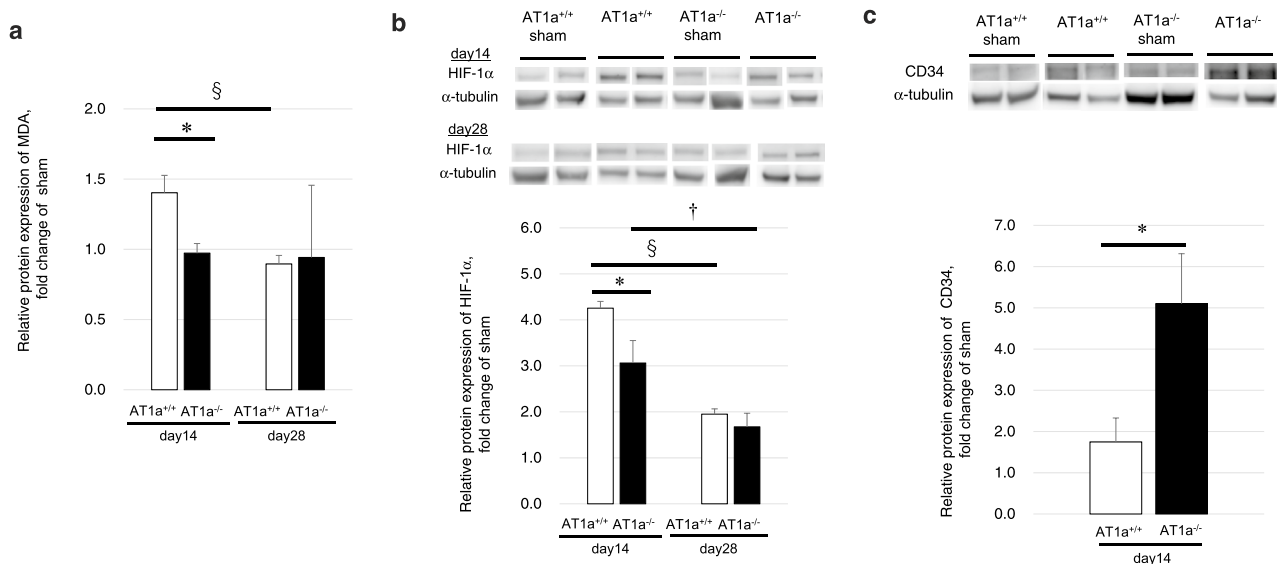 a
Relative protein expression of MDA,
fold change of sham
2.0
1.5
1.0
0.5
0.0
§
*
AT1a+/+ AT1a-/- AT1a+/+ AT1a-/-
day14 day28
b
AT1a+/+ AT1a+/+ AT1a-/- AT1a-/-
sham sham
day14
HIF-1α
α-tubulin
day28
HIF-1α
α-tubulin
Relative protein expression of HIF-1α,
fold change of sham
6.0
5.0
4.0
3.0
2.0
1.0
0.0
†
§
*
AT1a+/+ AT1a-/- AT1a+/+ AT1a-/-
day14 day28
c
AT1a+/+ AT1a+/+ AT1a-/- AT1a-/-
sham sham
CD34
α-tubulin
Relative protein expression of CD34,
fold change of sham
7.0
6.0
5.0
4.0
3.0
2.0
1.0
0.0
*
AT1a+/+ AT1a-/-
day14